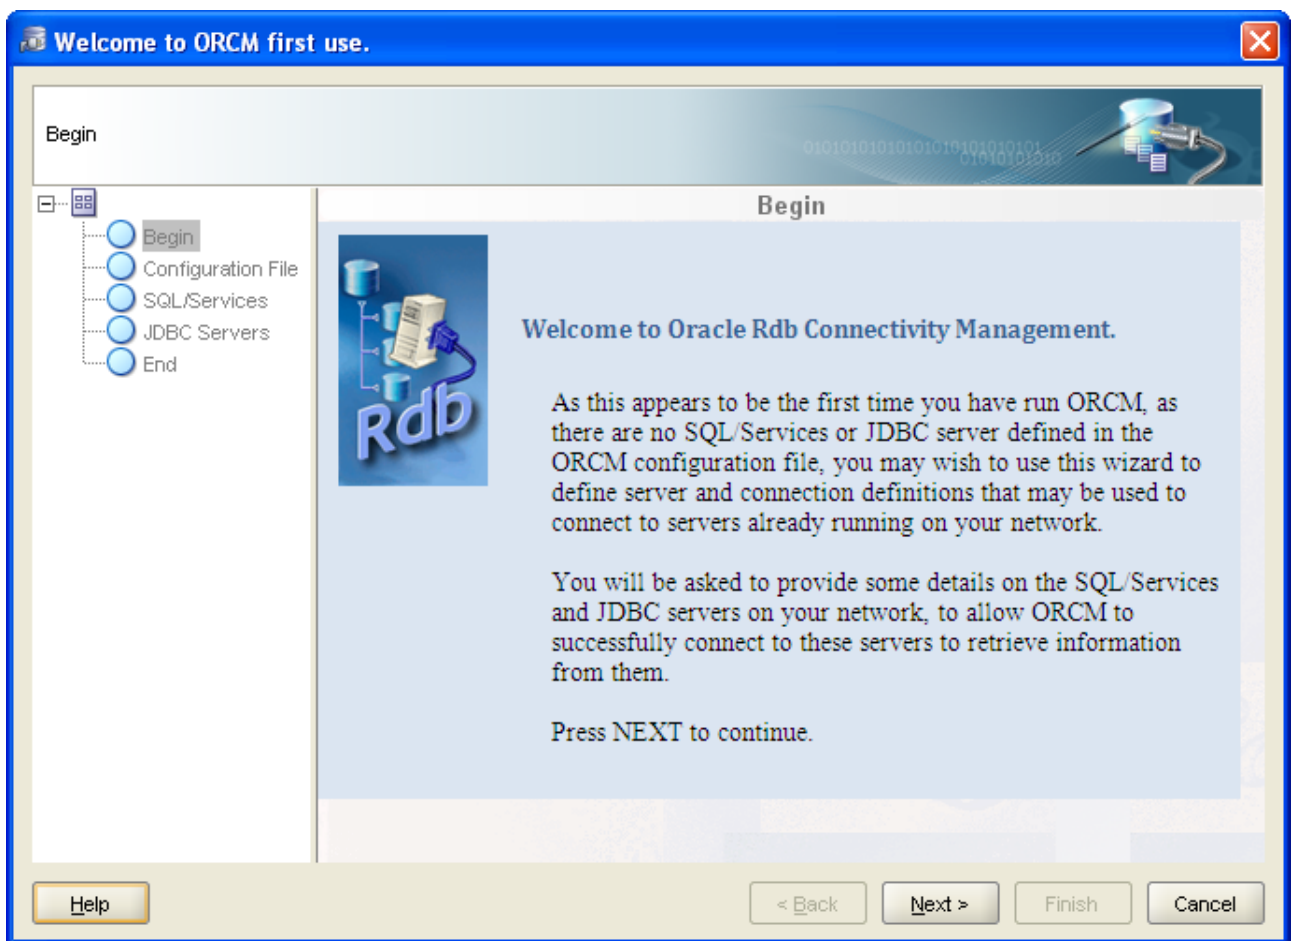 Welcome to ORCM first use.
Begin
01010101010101010101010101
01010101010
Begin
Configuration File
SQL/Services
JDBC Servers
End
Begin
Rdb
Welcome to Oracle Rdb Connectivity Management.
As this appears to be the first time you have run ORCM, as
there are no SQL/Services or JDBC server defined in the
ORCM configuration file, you may wish to use this wizard to
define server and connection definitions that may be used to
connect to servers already running on your network.
You will be asked to provide some details on the SQL/Services
and JDBC servers on your network, to allow ORCM to
successfully connect to these servers to retrieve information
from them.
Press NEXT to continue.
Help
< Back
Next >
Finish
Cancel